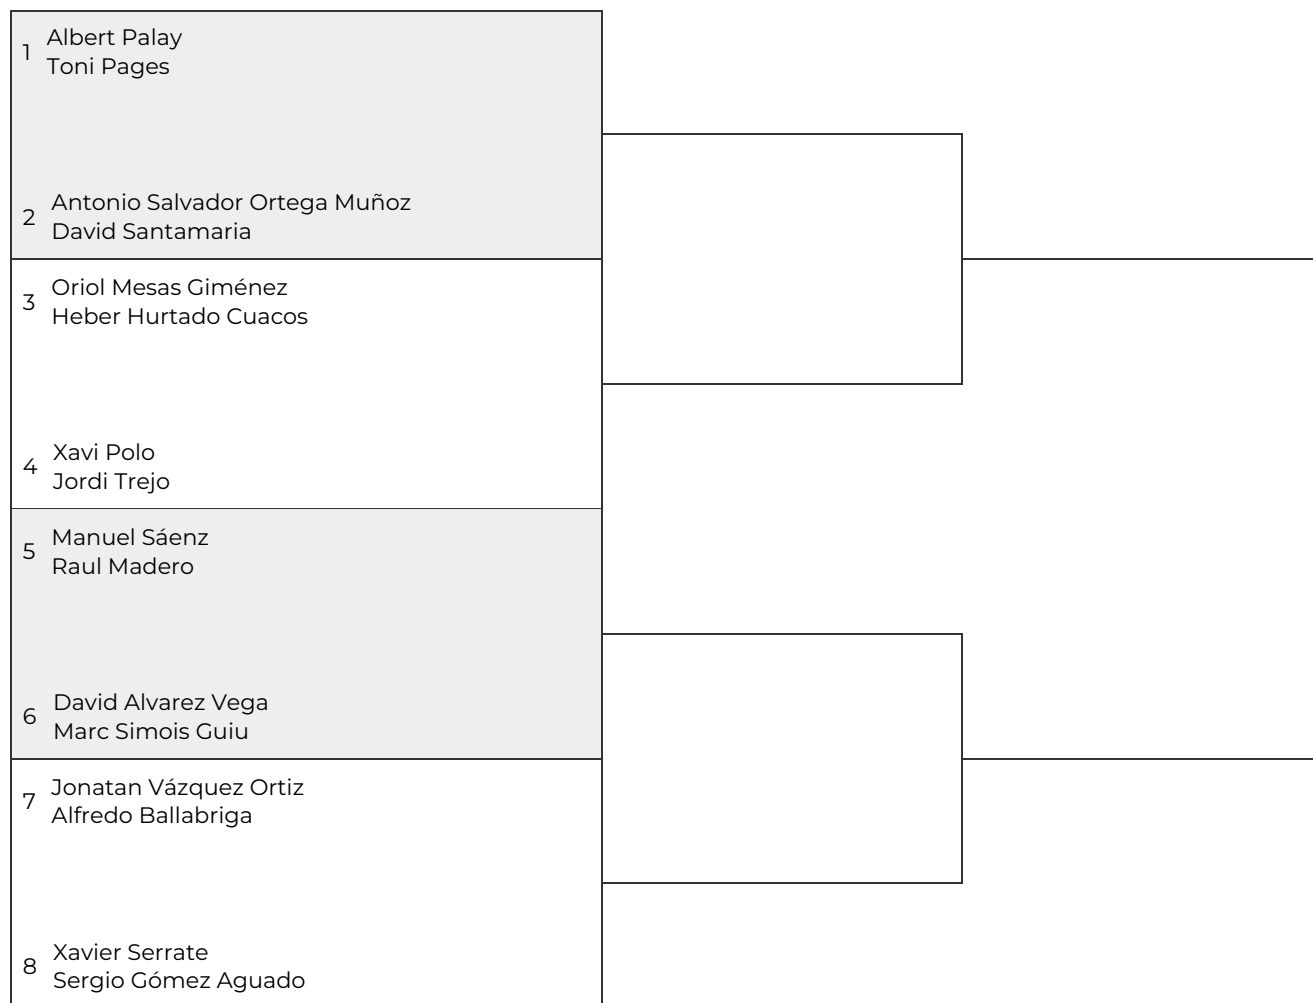 1
Albert Palay
Toni Pages
2
Antonio Salvador Ortega Muñoz
David Santamaria
3
Oriol Mesas Giménez
Heber Hurtado Cuacos
4
Xavi Polo
Jordi Trejo
5
Manuel Sáenz
Raul Madero
6
David Alvarez Vega
Marc Simois Guiu
7
Jonatan Vázquez Ortiz
Alfredo Ballabriga
8
Xavier Serrate
Sergio Gómez Aguado